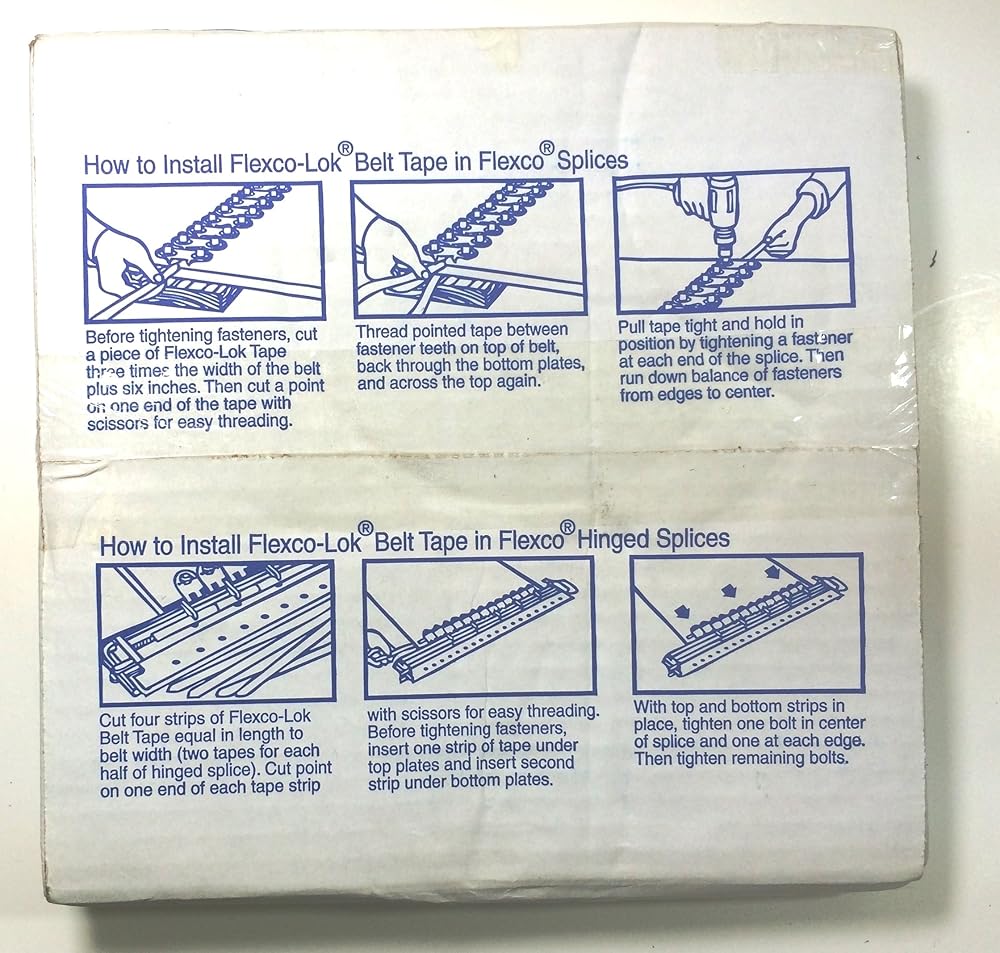 How to Install Flexco-Lok® Belt Tape in Flexco® Splices
Before tightening fasteners, cut
a piece of Flexco-Lok Tape
three times the width of the belt
plus six inches. Then cut a point
on one end of the tape with
scissors for easy threading.
Thread pointed tape between
fastener teeth on top of belt,
back through the bottom plates,
and across the top again.
Pull tape tight and hold in
position by tightening a fastener
at each end of the splice. Then
run down balance of fasteners
from edges to center.
How to Install Flexco-Lok® Belt Tape in Flexco® Hinged Splices
Cut four strips of Flexco-Lok
Belt Tape equal in length to
belt width (two tapes for each
half of hinged splice). Cut point
on one end of each tape strip
with scissors for easy threading.
Before tightening fasteners,
insert one strip of tape under
top plates and insert second
strip under bottom plates.
With top and bottom strips in
place, tighten one bolt in center
of splice and one at each edge.
Then tighten remaining bolts.